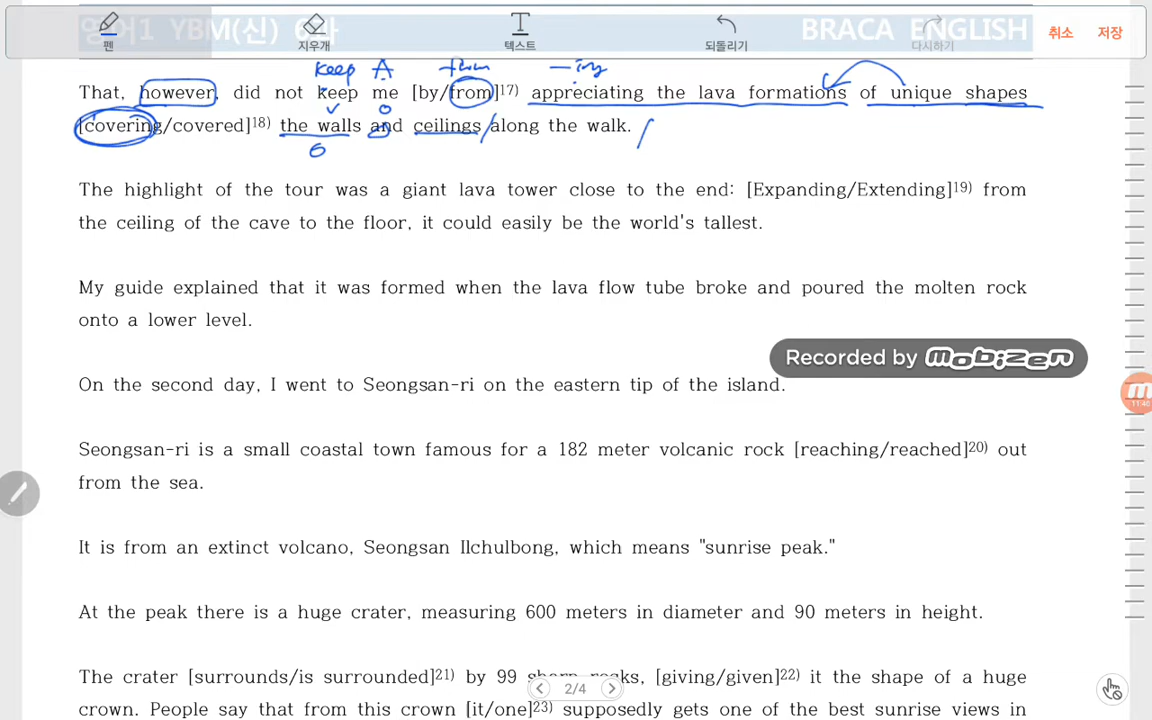 영어1 YBM(신) 6과 BRACA ENGLISH
펜 지우개 텍스트 되돌리기 다시하기 취소 저장
keep A from -ing
That, however, did not keep me [by/from]17) appreciating the lava formations of unique shapes
[covering/covered]18) the walls and ceilings along the walk.
The highlight of the tour was a giant lava tower close to the end: [Expanding/Extending]19) from
the ceiling of the cave to the floor, it could easily be the world's tallest.
My guide explained that it was formed when the lava flow tube broke and poured the molten rock
onto a lower level.
Recorded by mobizen
On the second day, I went to Seongsan-ri on the eastern tip of the island.
11:40
Seongsan-ri is a small coastal town famous for a 182 meter volcanic rock [reaching/reached]20) out
from the sea.
It is from an extinct volcano, Seongsan Ilchulbong, which means "sunrise peak."
At the peak there is a huge crater, measuring 600 meters in diameter and 90 meters in height.
The crater [surrounds/is surrounded]21) by 99 sharp rocks, [giving/given]22) it the shape of a huge
2/4
crown. People say that from this crown [it/one]23) supposedly gets one of the best sunrise views in